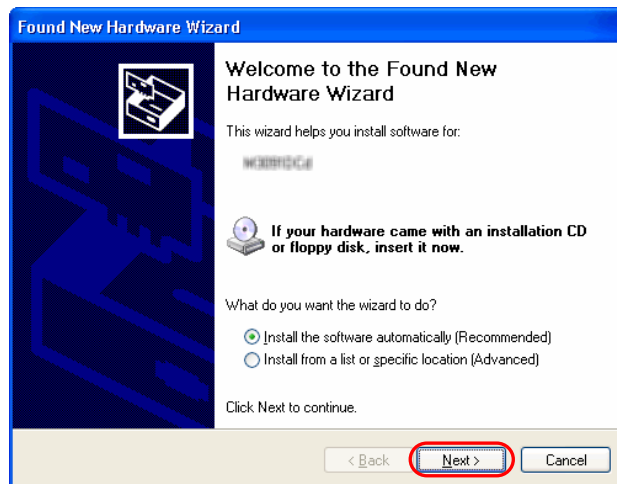 Found New Hardware Wizard
Welcome to the Found New
Hardware Wizard
This wizard helps you install software for:
If your hardware came with an installation CD
or floppy disk, insert it now.
What do you want the wizard to do?
Install the software automatically (Recommended)
Install from a list or specific location (Advanced)
Click Next to continue.
< Back
Next >
Cancel